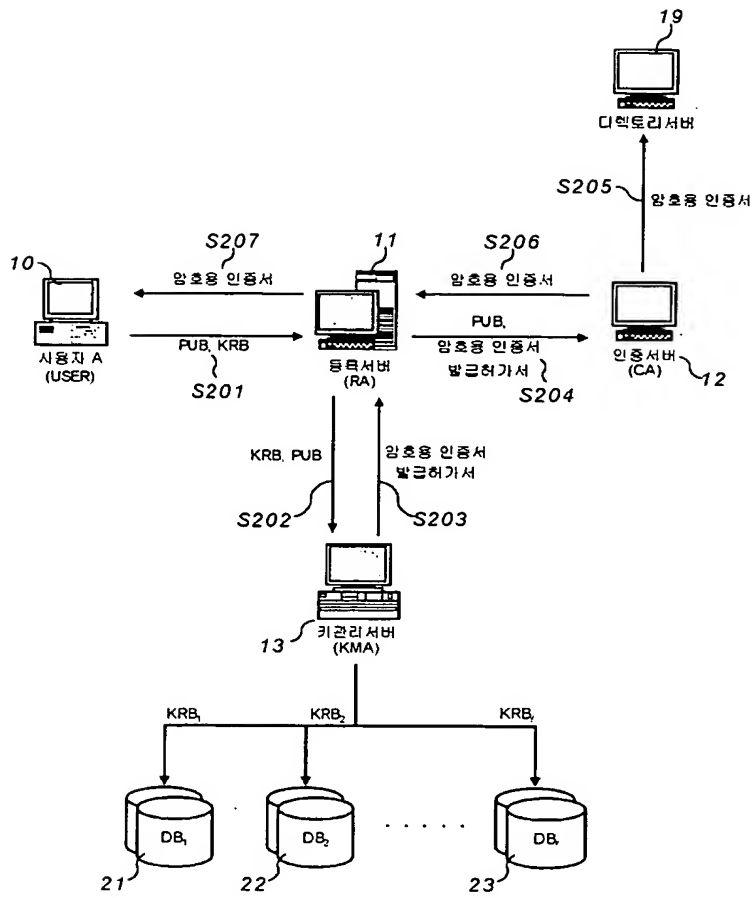 19
디렉토리서버
S205
암호용 인증서
S207
11
S206
10
암호용 인증서
암호용 인증서
PUB, KRB
PUB,
암호용 인증서
발급허가서
사용자 A
(USER)
S201
등록서버
(RA)
S204
인증서버
(CA)
12
KRB, PUB
암호용 인증서
발급허가서
S202
S203
13
키관리서버
(KMA)
KRB₁
KRB₂
KRBᵣ
DB₁
DB₂
. . . . .
DBᵣ
21
22
23